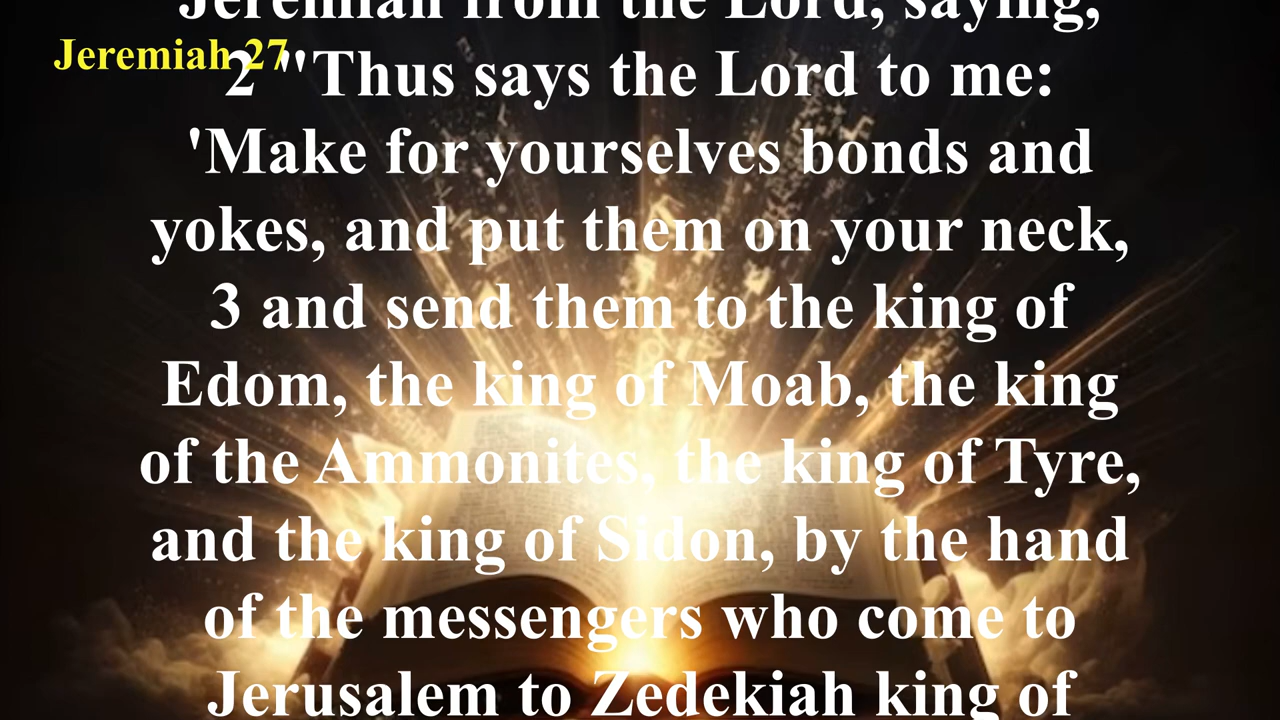 Jeremiah from the Lord, saying,
Jeremiah 27
2 "Thus says the Lord to me:
'Make for yourselves bonds and
yokes, and put them on your neck,
3 and send them to the king of
Edom, the king of Moab, the king
of the Ammonites, the king of Tyre,
and the king of Sidon, by the hand
of the messengers who come to
Jerusalem to Zedekiah king of